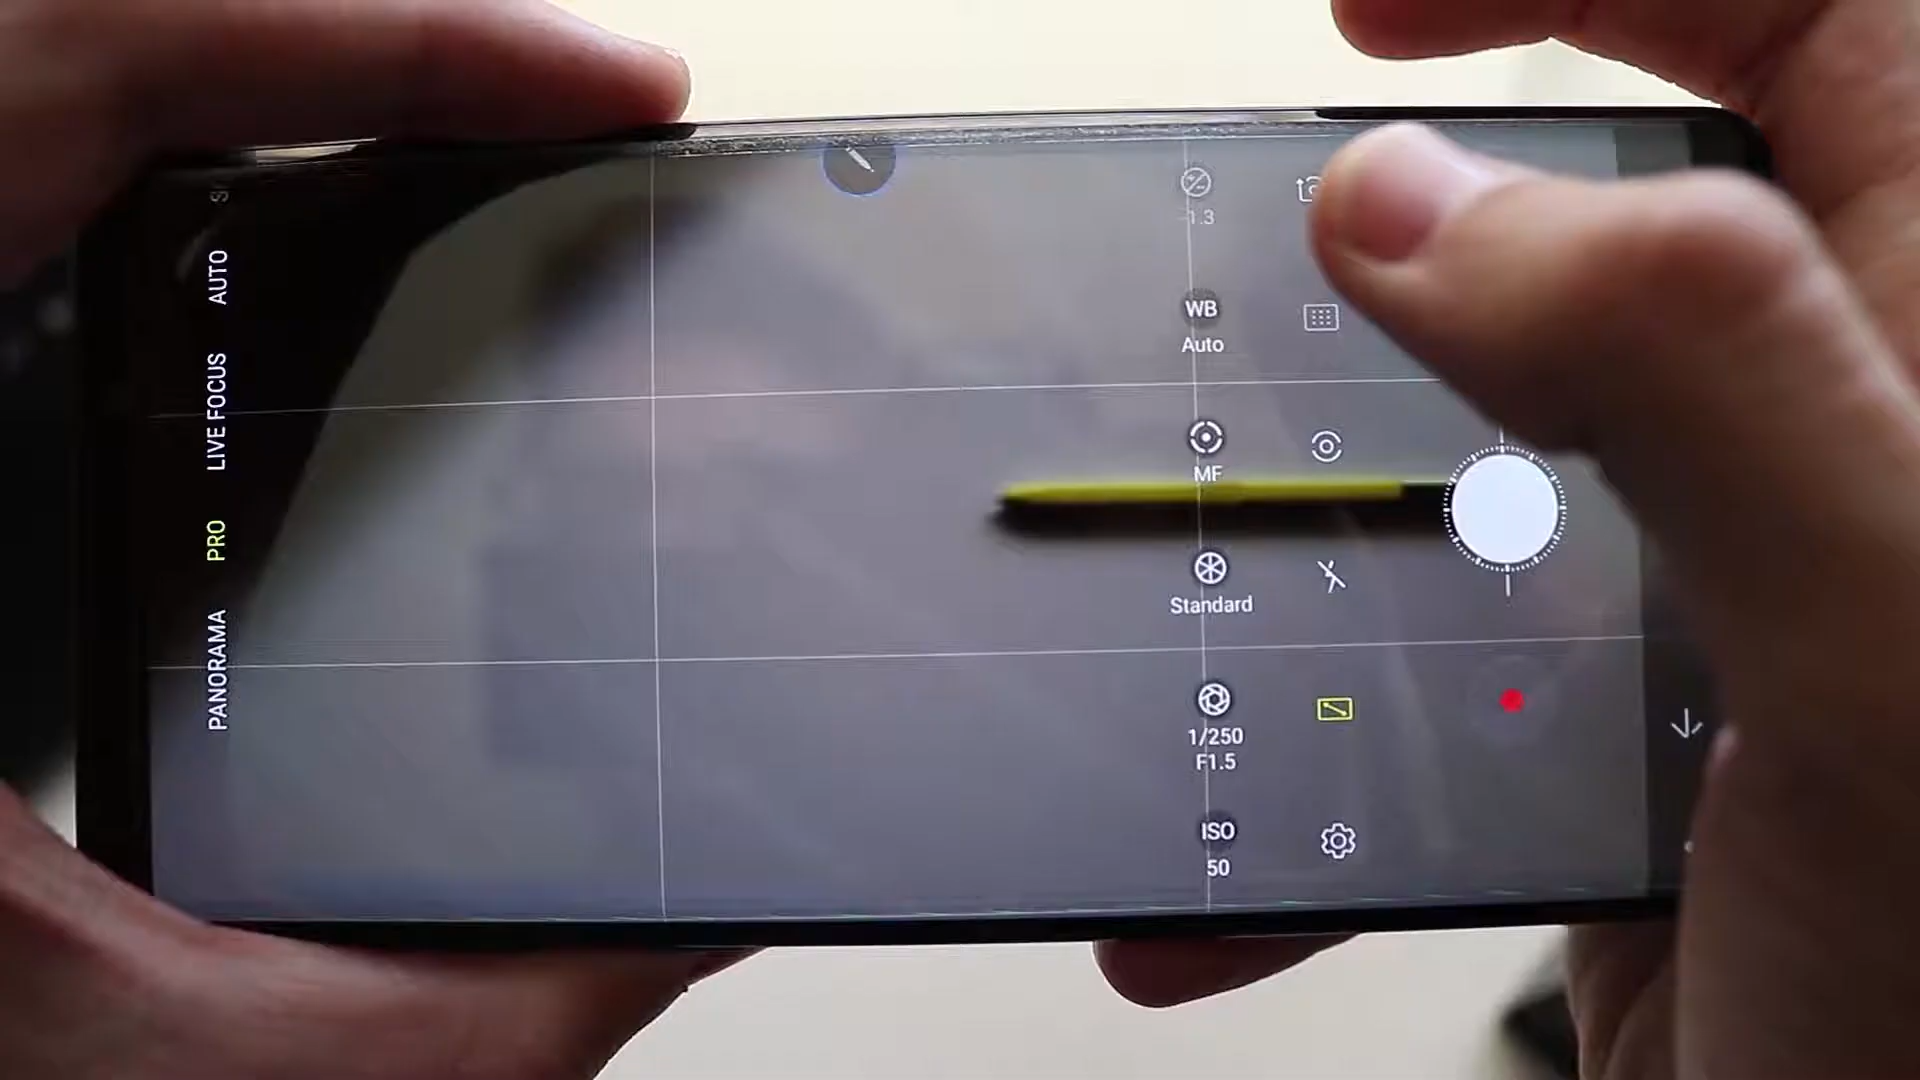 AUTO
LIVE FOCUS
PRO
PANORAMA
1.3
WB
Auto
MF
Standard
1/250
F1.5
ISO
50